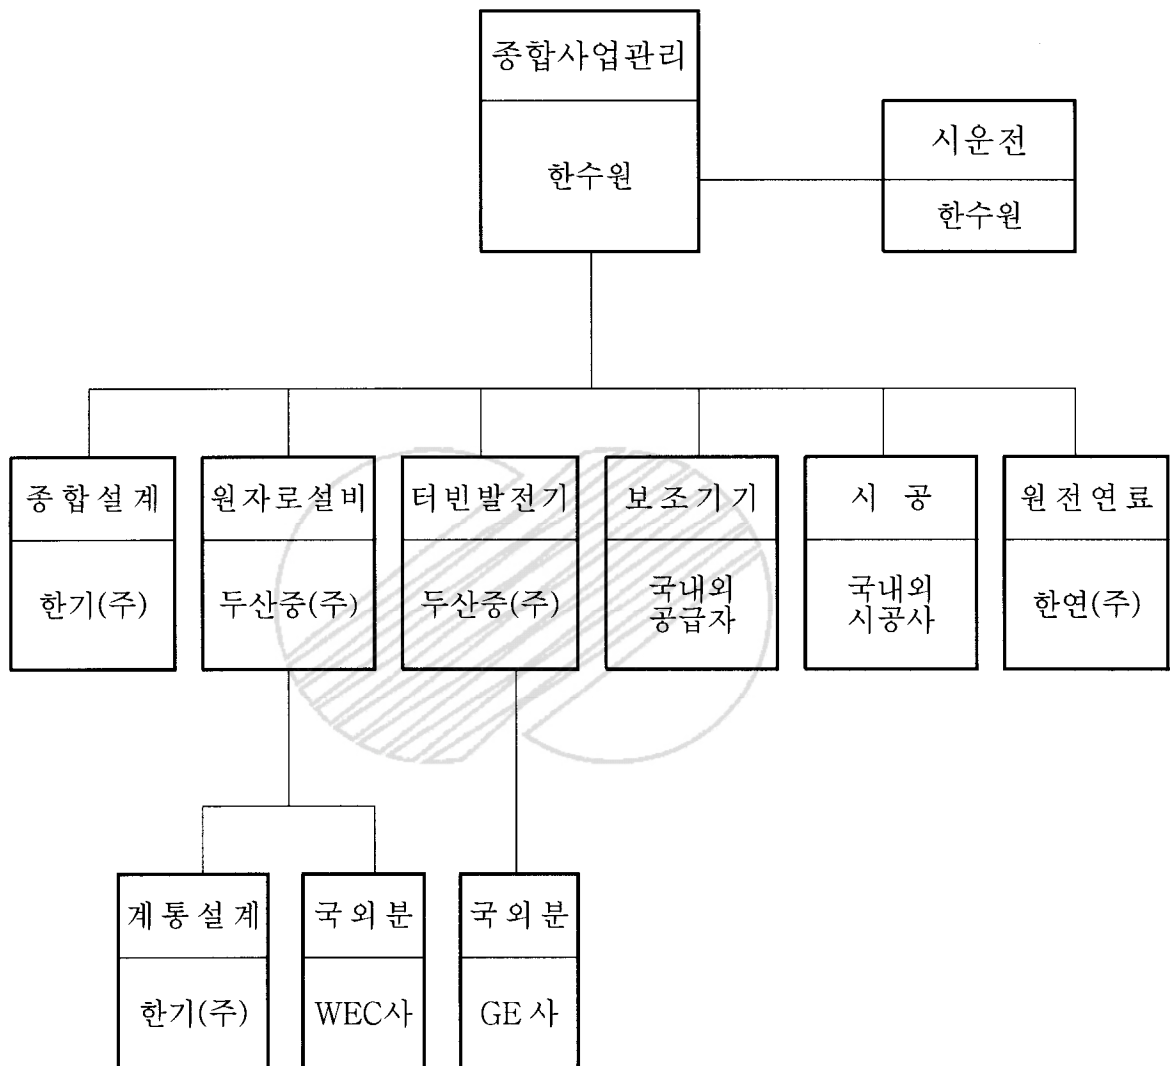 종합사업관리
한수원
시운전
한수원
종합설계
한기(주)
원자로설비
두산중(주)
터빈발전기
두산중(주)
보조기기
국내외
공급자
시 공
국내외
시공사
원전연료
한연(주)
계통설계
한기(주)
국외분
WEC사
국외분
GE 사